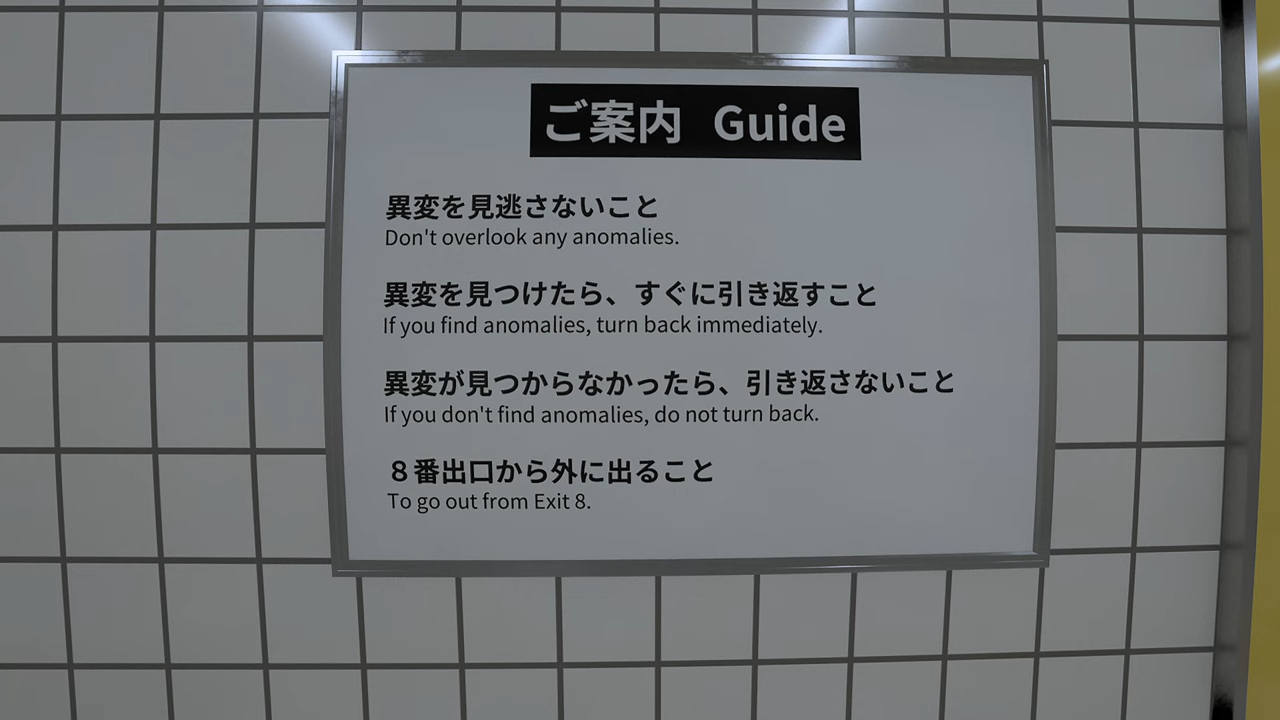 ご案内 Guide
異変を見逃さないこと
Don't overlook any anomalies.
異変を見つけたら、すぐに引き返すこと
If you find anomalies, turn back immediately.
異変が見つからなかったら、引き返さないこと
If you don't find anomalies, do not turn back.
８番出口から外に出ること
To go out from Exit 8.